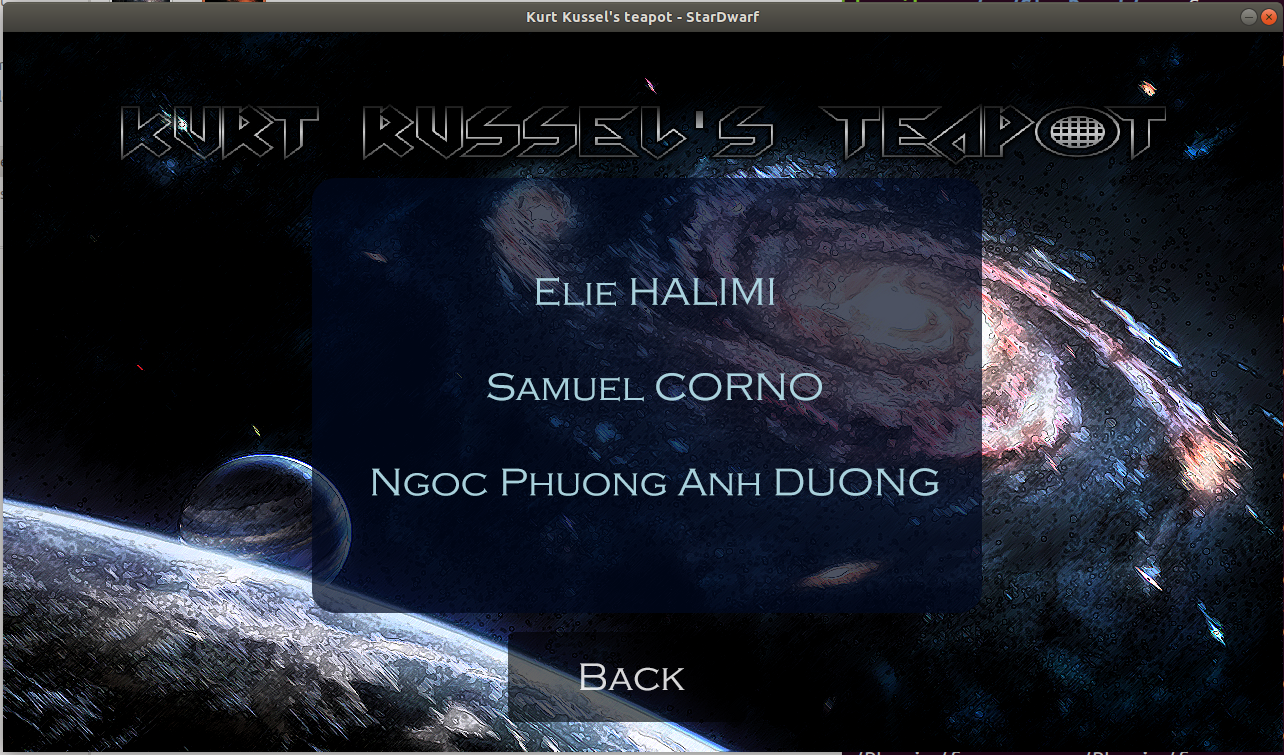 Kurt Kussel's teapot - StarDwarf
KURT RUSSEL'S TEAPOT
Elie HALIMI
Samuel CORNO
Ngoc Phuong Anh DUONG
Back